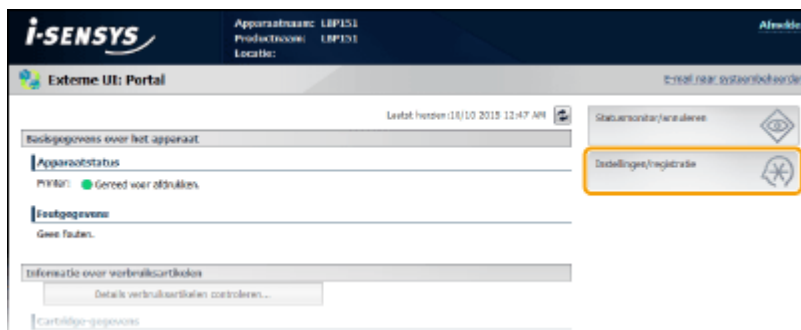 i-SENSYS
Apparaatnaam: LBP151
Productnaam: LBP151
Locatie:
Afmelde
Externe UI: Portal
E-mail naar systeembeheerder
Laatst herzien:10/10 2015 12:47 AM
Basisgegevens over het apparaat
Apparaatstatus
Printer: Gereed voor afdrukken.
Foutgegevens
Geen fouten.
Informatie over verbruiksartikelen
Details verbruiksartikelen controleren...
Cartridge-gegevens
Statusmonitor/annuleren
Instellingen/registratie